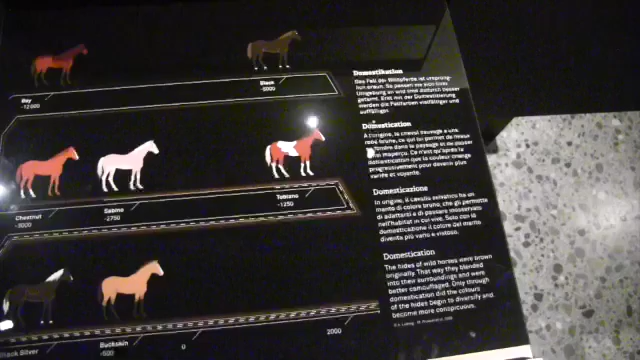 Bay
-12000
Black
-5000
Chestnut
-3000
Sabino
-2750
Tobiano
-1250
Black Silver
Buckskin
-500
0
2000
Domestikation
Das Fell der Wildpferde ist ursprüng-
lich braun. So passen sie sich ihrer
Umgebung an und sind dadurch besser
getarnt. Erst mit der Domestizierung
werden die Fellfarben vielfältiger und
auffälliger.
Domestication
À l'origine, le cheval sauvage a une
robe brune, ce qui lui permet de mieux
se fondre dans le paysage et de passer
inaperçu. Ce n'est qu'après la
domestication que la couleur change
progressivement pour devenir plus
variée et voyante.
Domesticazione
In origine, il cavallo selvatico ha un
manto di colore bruno, che gli permette
di adattarsi e di passare inosservato
nell'habitat in cui vive. Solo con la
domesticazione il colore del manto
diventa più vario e vistoso.
Domestication
The hides of wild horses were brown
originally. That way they blended
into their surroundings and were
better camouflaged. Only through
domestication did the colours
of the hides begin to diversify and
become more conspicuous.